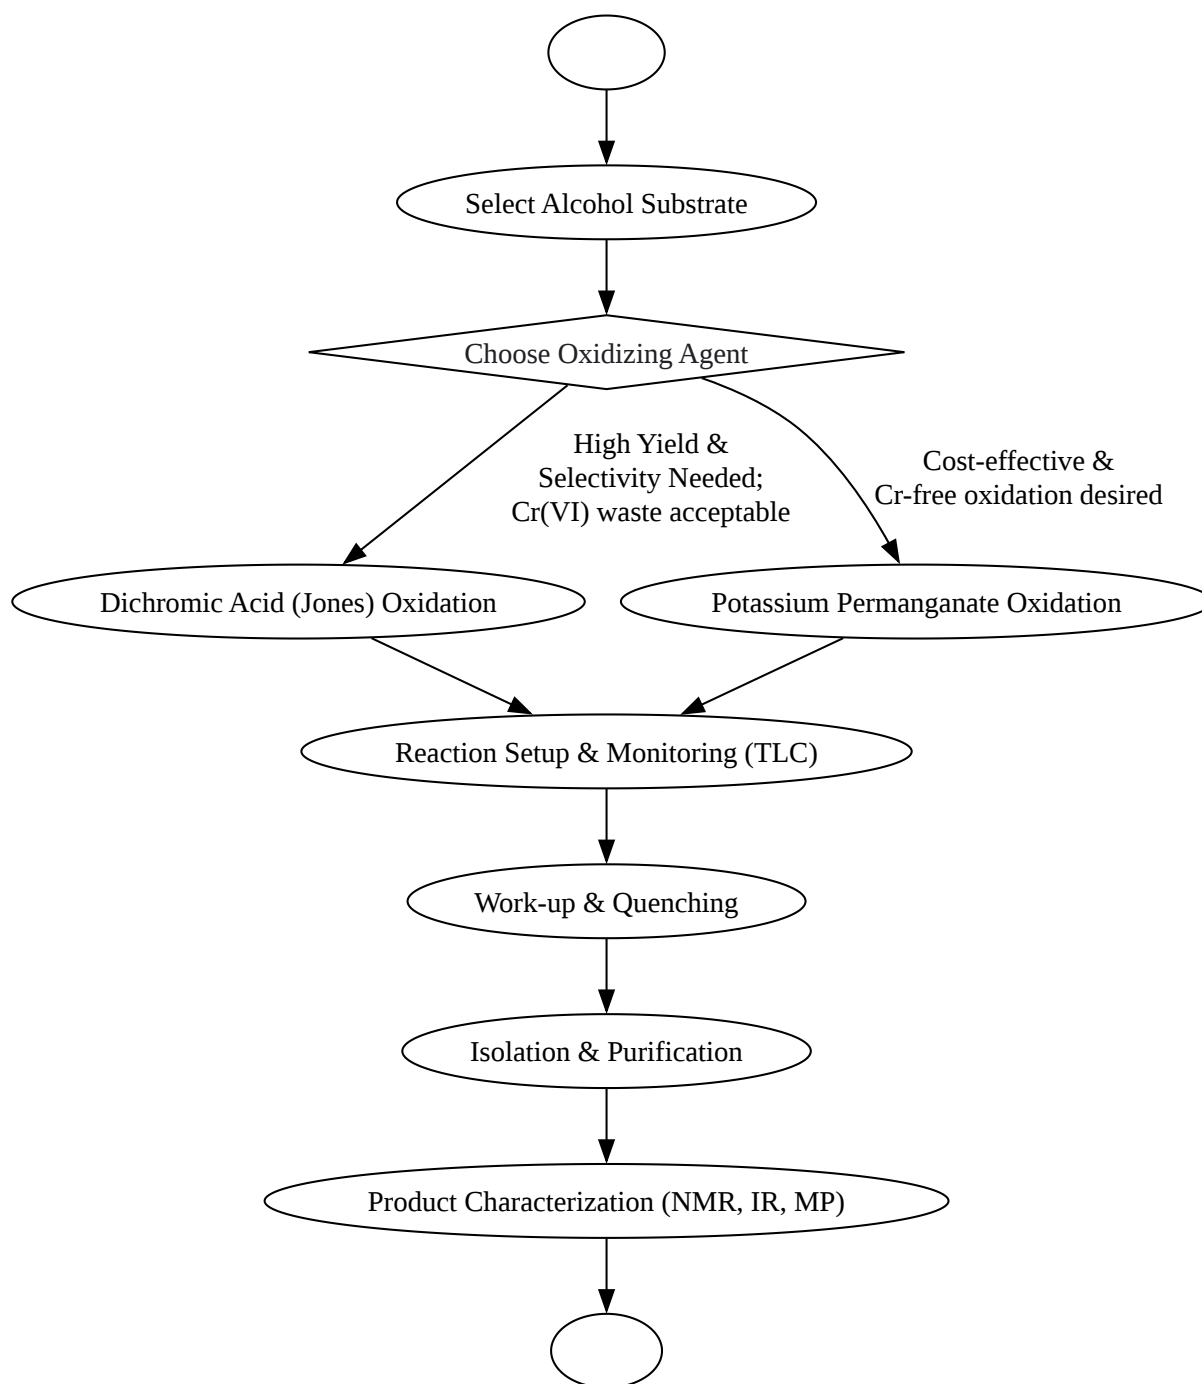 Select Alcohol Substrate
Choose Oxidizing Agent
High Yield &
Selectivity Needed;
Cr(VI) waste acceptable
Cost-effective &
Cr-free oxidation desired
Dichromic Acid (Jones) Oxidation
Potassium Permanganate Oxidation
Reaction Setup & Monitoring (TLC)
Work-up & Quenching
Isolation & Purification
Product Characterization (NMR, IR, MP)